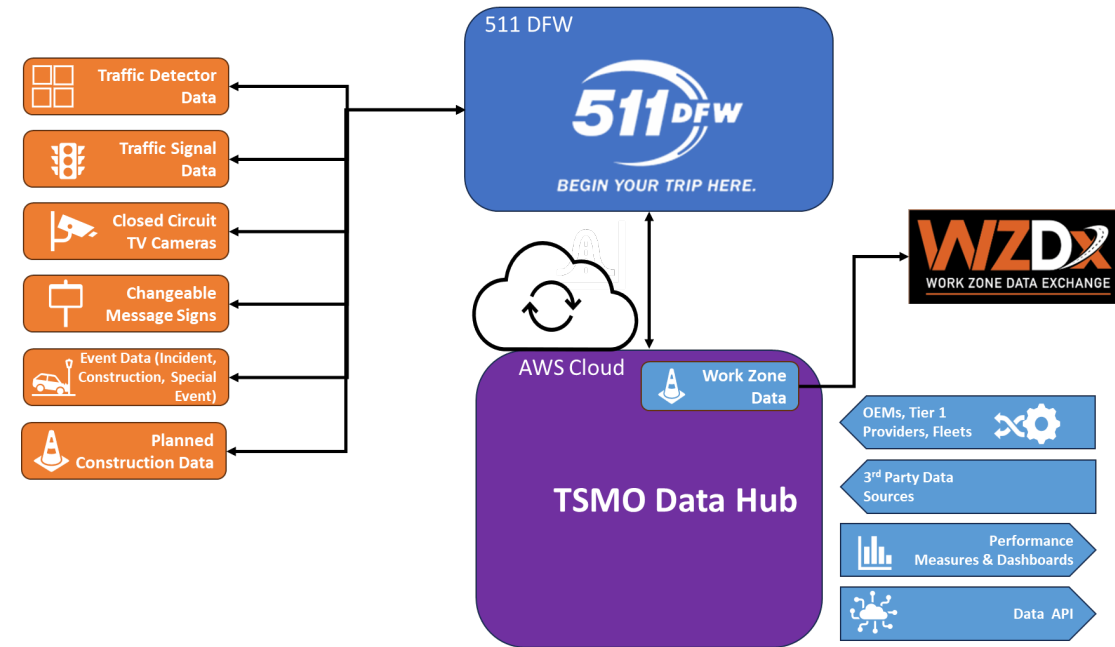 511 DFW
511 DFW
BEGIN YOUR TRIP HERE.
Traffic Detector
Data
Traffic Signal
Data
Closed Circuit
TV Cameras
Changeable
Message Signs
Event Data (Incident,
Construction, Special
Event)
Planned
Construction Data
AWS Cloud
Work Zone
Data
TSMO Data Hub
WZDx
WORK ZONE DATA EXCHANGE
OEMs, Tier 1
Providers, Fleets
3rd Party Data
Sources
Performance
Measures & Dashboards
Data API